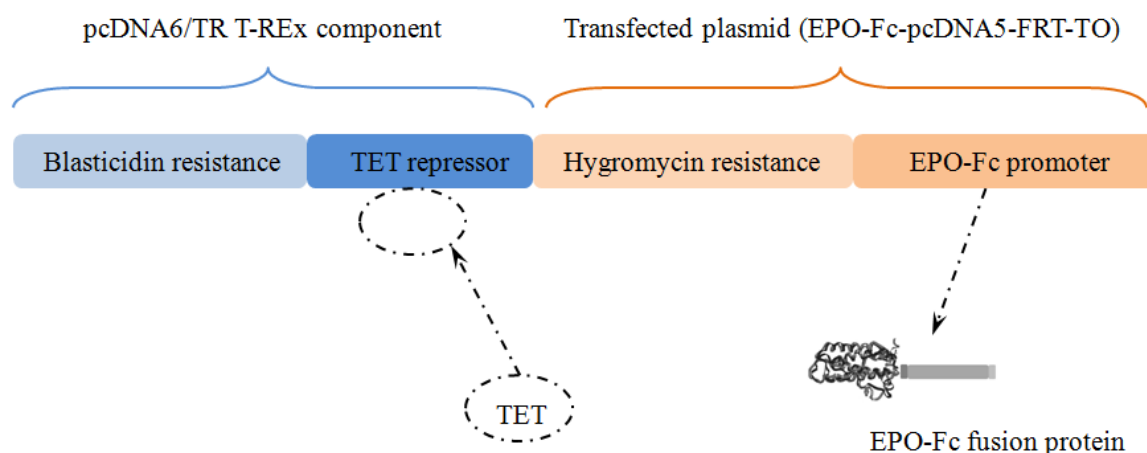 pcDNA6/TR T-REx component
Transfected plasmid (EPO-Fc-pcDNA5-FRT-TO)
Blasticidin resistance
TET repressor
Hygromycin resistance
EPO-Fc promoter
TET
EPO-Fc fusion protein